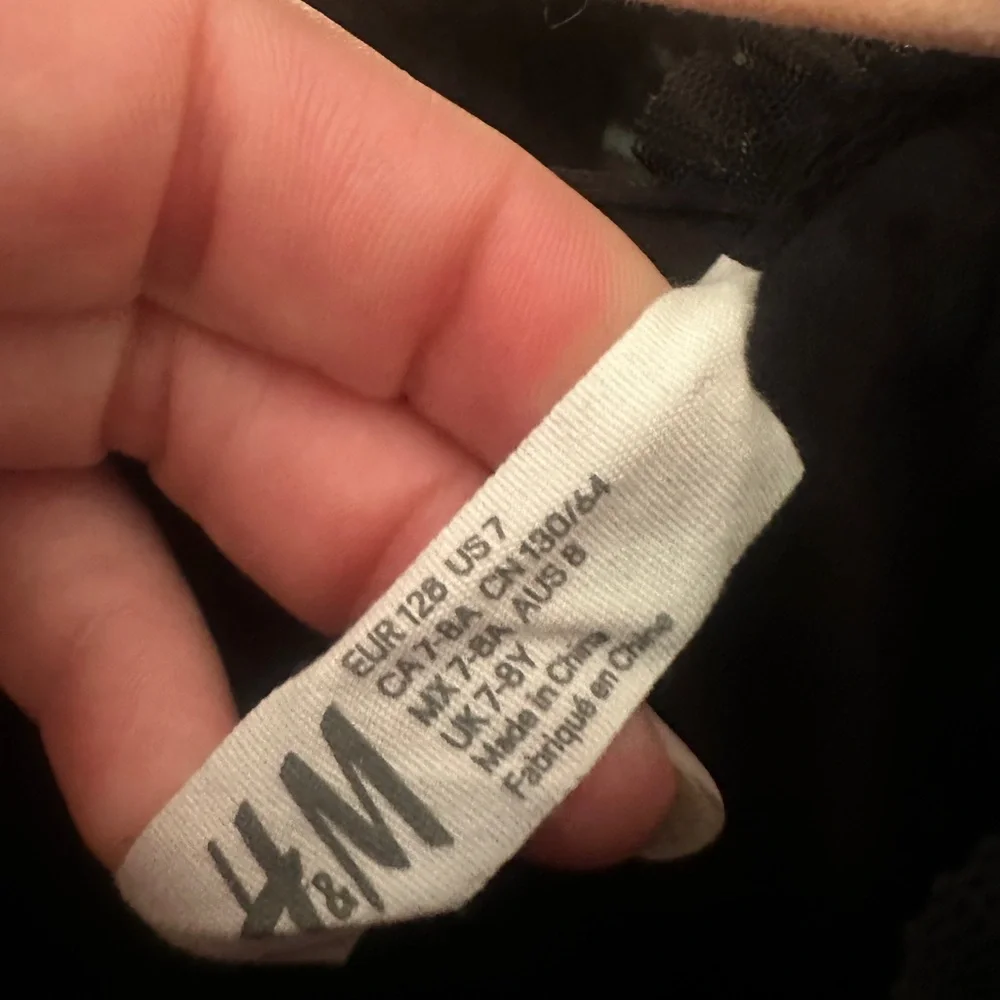 H&M
EUR 128 US 7
CA 7-8A CN 130/64
MX 7-8A AUS 8
UK 7-8Y
Made in China
Fabriqué en Chine